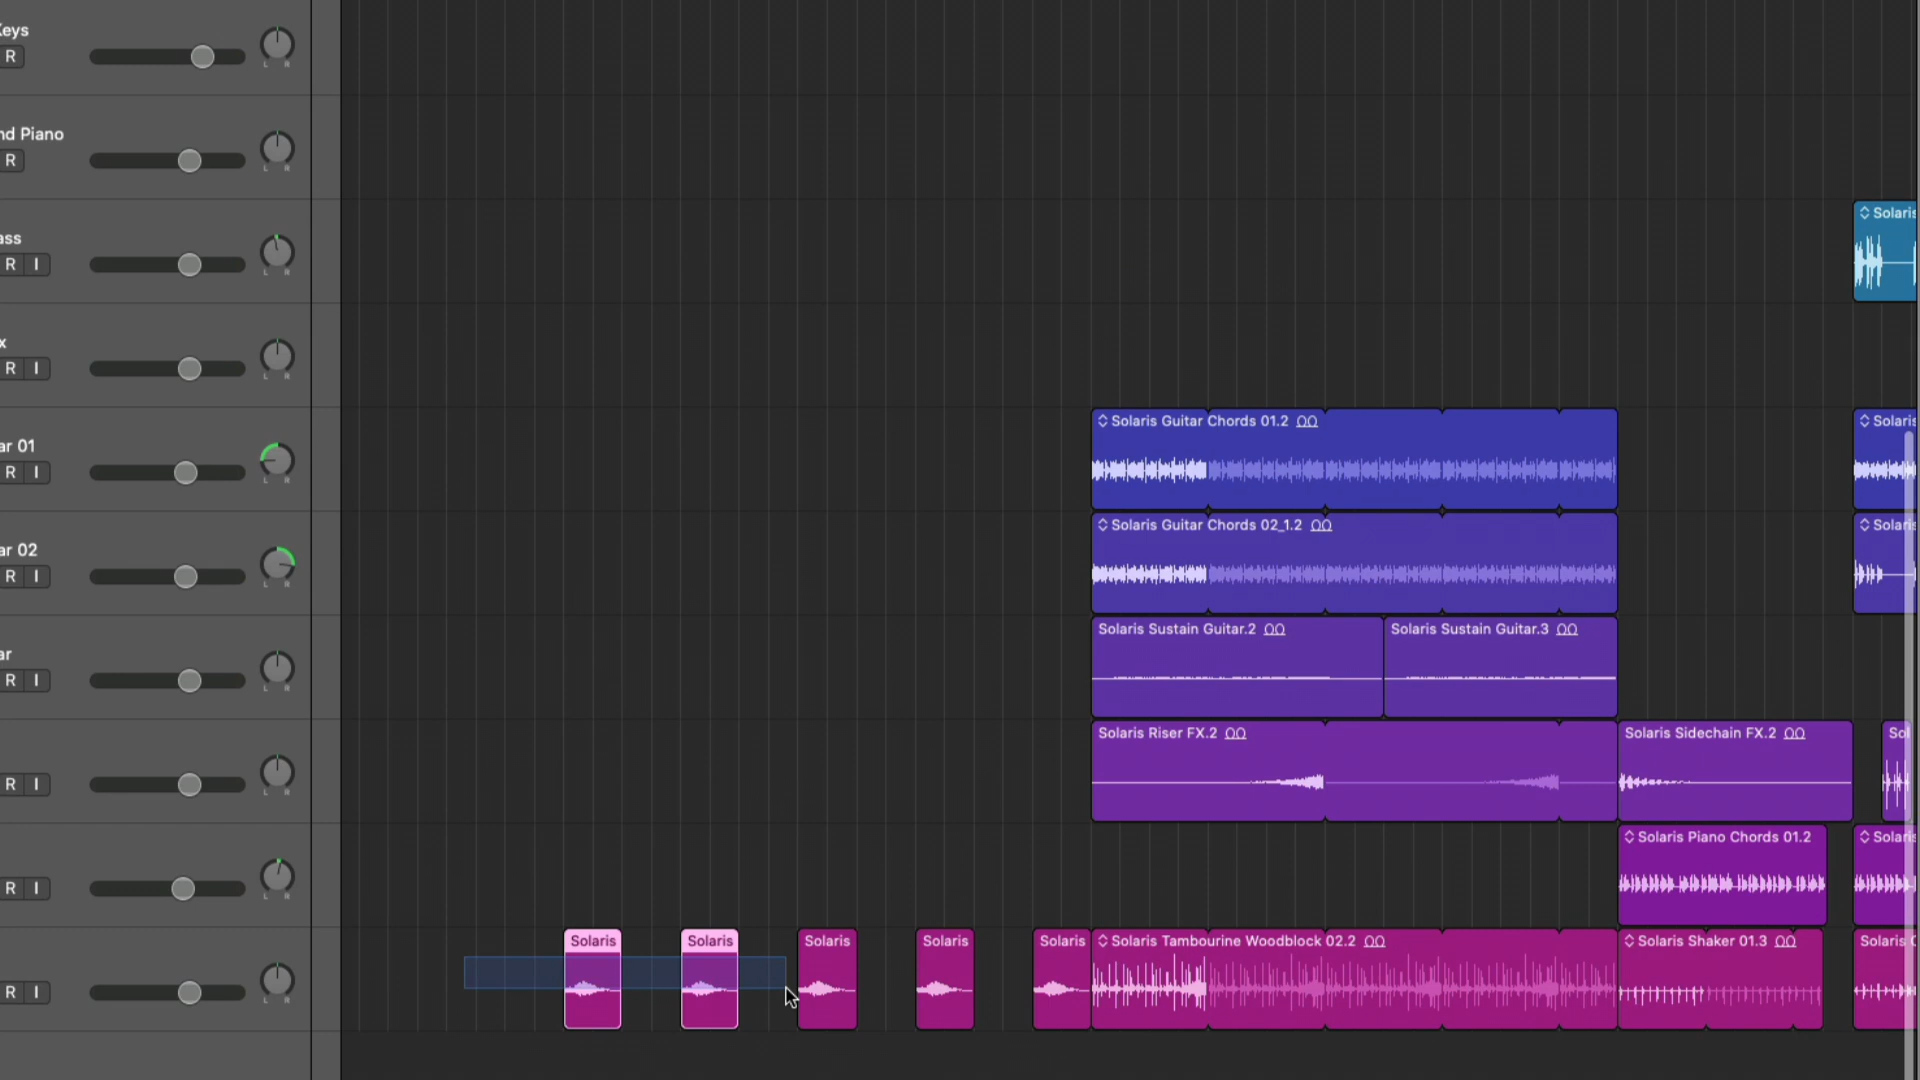 Keys
R
L R
nd Piano
R
L R
ass
R I
L R
Solaris
x
R I
L R
ar 01
R I
L R
Solaris Guitar Chords 01.2
Solaris
ar 02
R I
L R
Solaris Guitar Chords 02_1.2
Solaris
ar
R I
L R
Solaris Sustain Guitar.2
Solaris Sustain Guitar.3
R I
L R
Solaris Riser FX.2
Solaris Sidechain FX.2
Sol
R I
L R
Solaris Piano Chords 01.2
Solaris
R I
L R
Solaris
Solaris
Solaris
Solaris
Solaris
Solaris Tambourine Woodblock 02.2
Solaris Shaker 01.3
Solaris